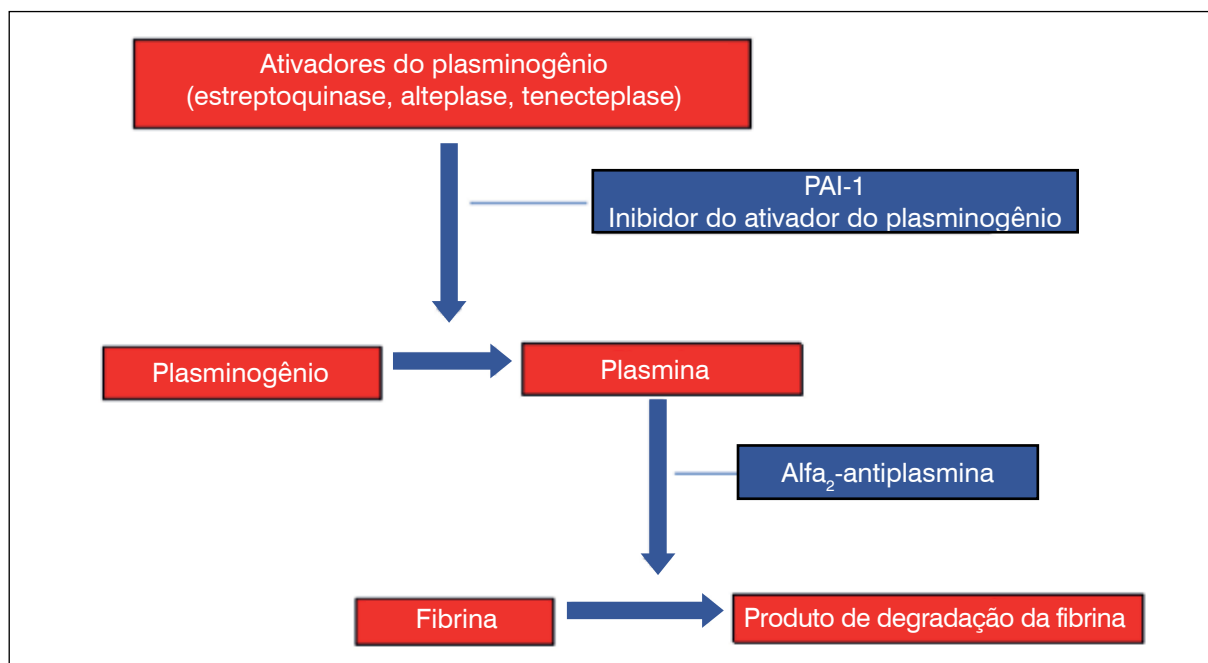 Ativadores do plasminogênio
(estreptoquinase, alteplase, tenecteplase)
PAI-1
Inibidor do ativador do plasminogênio
Plasminogênio
Plasmina
Alfa₂-antiplasmina
Fibrina
Produto de degradação da fibrina